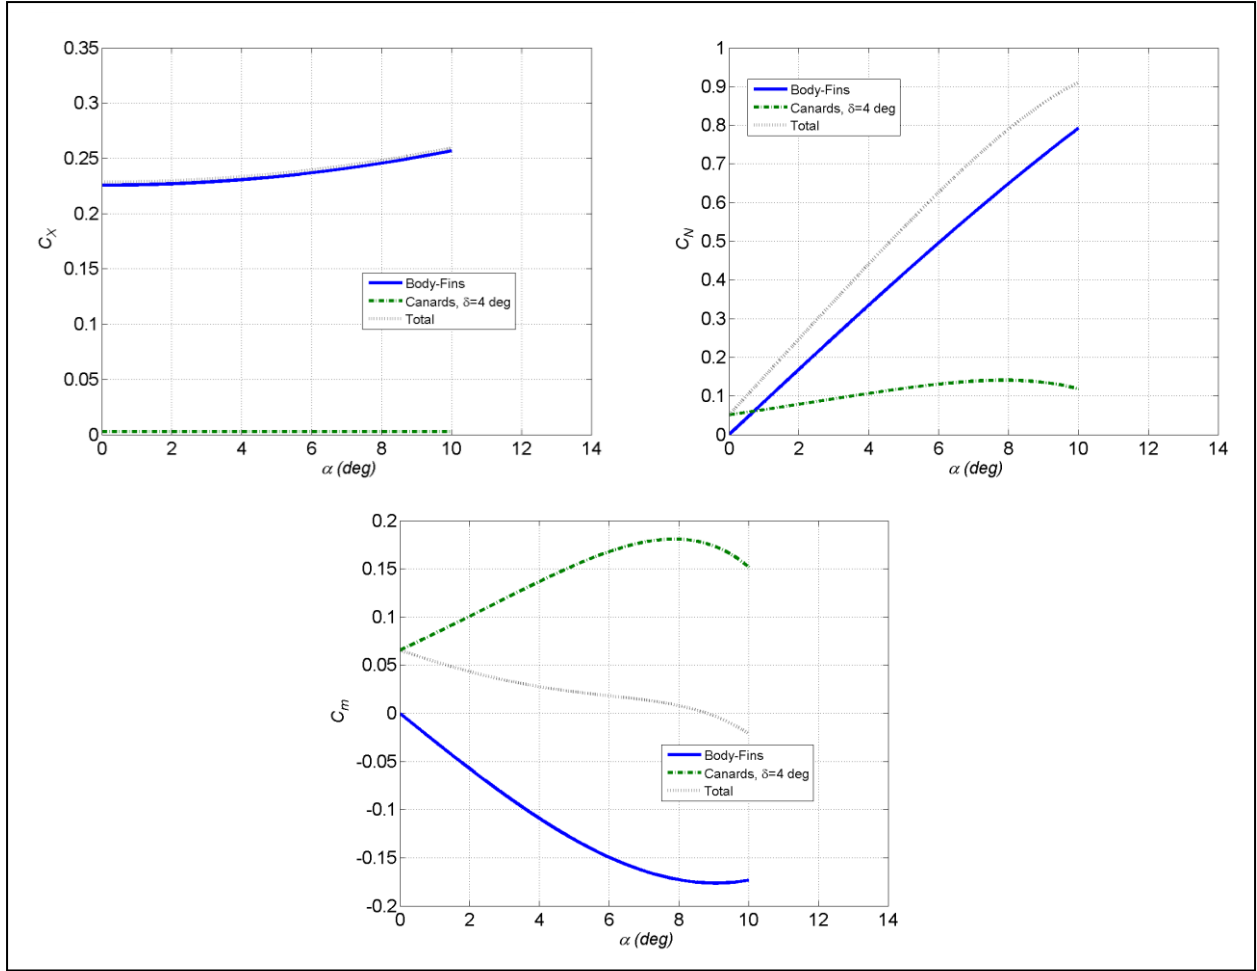 0.35
0.3
0.25
0.2
0.15
0.1
0.05
0
C_X
0 2 4 6 8 10 12 14
α (deg)
Body-Fins
Canards, δ=4 deg
Total
1
0.9
0.8
0.7
0.6
0.5
0.4
0.3
0.2
0.1
0
C_N
0 2 4 6 8 10 12 14
α (deg)
Body-Fins
Canards, δ=4 deg
Total
0.2
0.15
0.1
0.05
0
-0.05
-0.1
-0.15
-0.2
C_m
0 2 4 6 8 10 12 14
α (deg)
Body-Fins
Canards, δ=4 deg
Total